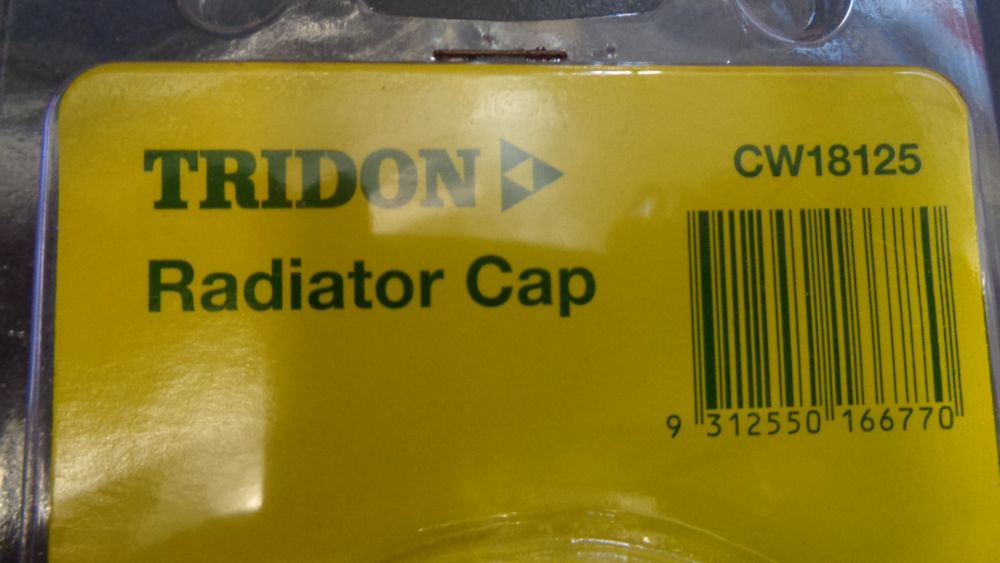 TRIDON
CW18125
Radiator Cap
9 312550 166770